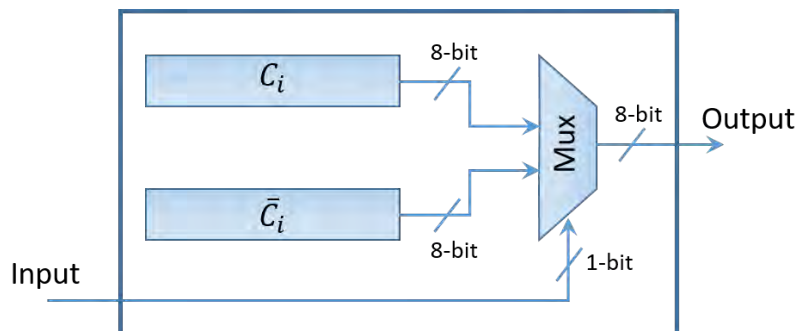 8-bit
C_i
8-bit
Output
Mux
C̄_i
8-bit
1-bit
Input